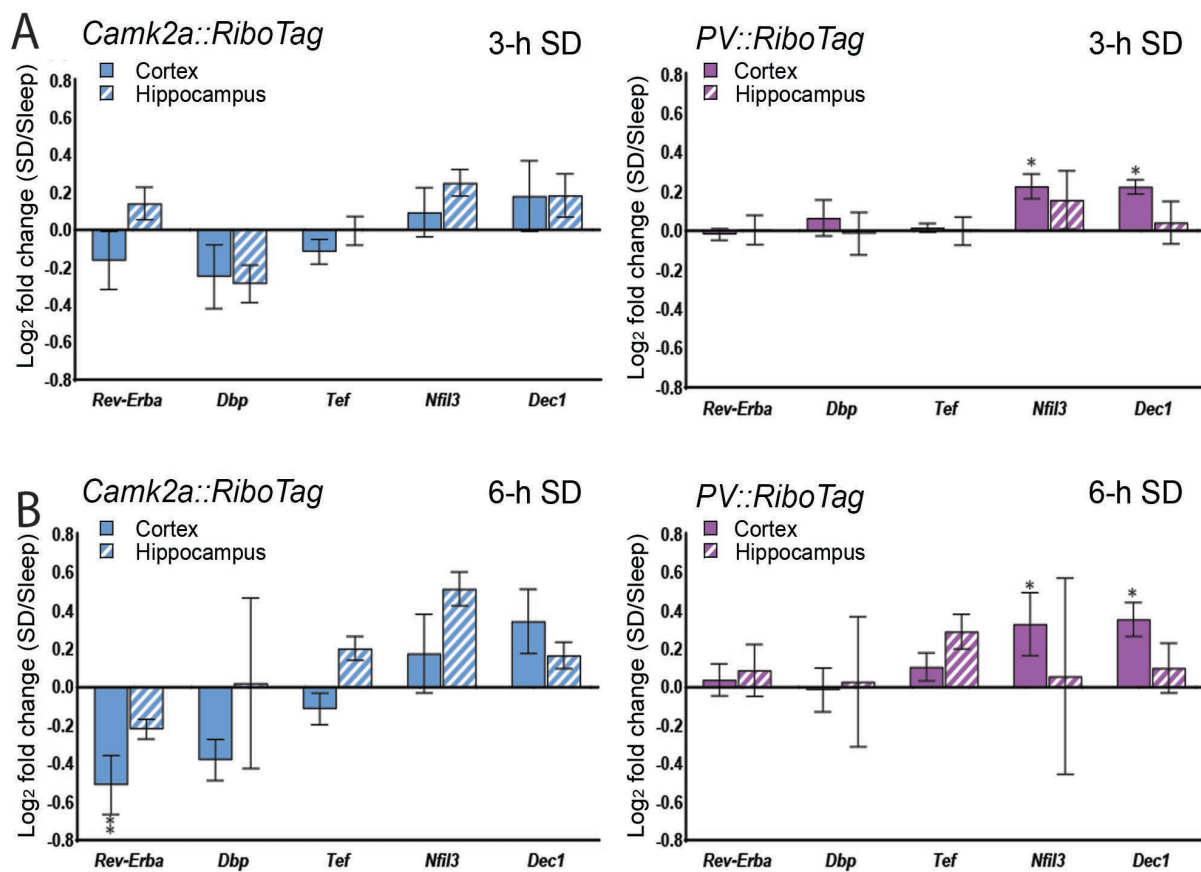 A
Camk2a::RiboTag
3-h SD
Cortex
Hippocampus
Log2 fold change (SD/Sleep)
0.8
0.6
0.4
0.2
0.0
-0.2
-0.4
-0.6
-0.8
Rev-Erba Dbp Tef Nfil3 Dec1
PV::RiboTag
3-h SD
Cortex
Hippocampus
Log2 fold change (SD/Sleep)
0.8
0.6
0.4
0.2
0.0
-0.2
-0.4
-0.6
-0.8
*
*
Rev-Erba Dbp Tef Nfil3 Dec1
B
Camk2a::RiboTag
6-h SD
Cortex
Hippocampus
Log2 fold change (SD/Sleep)
0.8
0.6
0.4
0.2
0.0
-0.2
-0.4
-0.6
-0.8
**
Rev-Erba Dbp Tef Nfil3 Dec1
PV::RiboTag
6-h SD
Cortex
Hippocampus
Log2 fold change (SD/Sleep)
0.8
0.6
0.4
0.2
0.0
-0.2
-0.4
-0.6
-0.8
*
*
Rev-Erba Dbp Tef Nfil3 Dec1